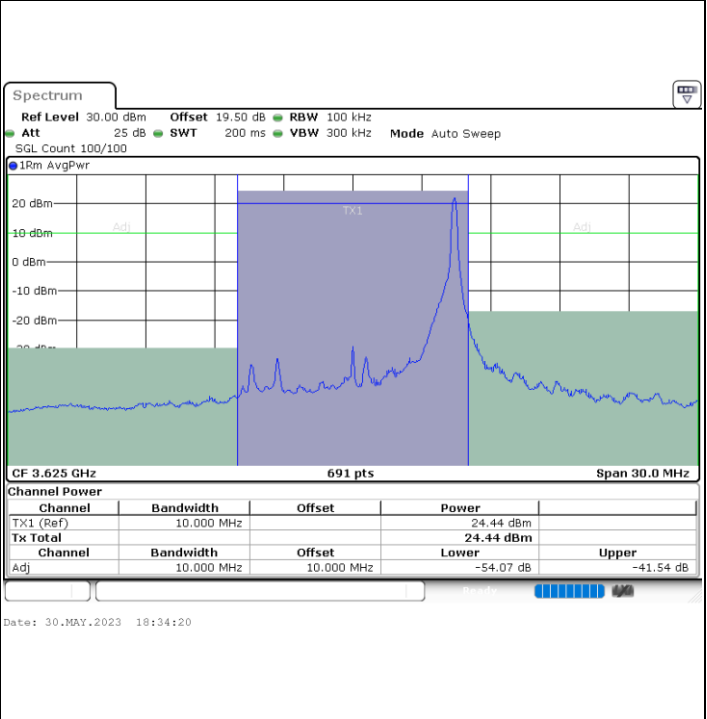 Spectrum
Ref Level 30.00 dBm Offset 19.50 dB RBW 100 kHz
Att 25 dB SWT 200 ms VBW 300 kHz Mode Auto Sweep
SGL Count 100/100
1Rm AvgPwr
20 dBm
TX1
Adj Adj
10 dBm
0 dBm
-10 dBm
-20 dBm
CF 3.625 GHz 691 pts Span 30.0 MHz
Channel Power
Channel Bandwidth Offset Power
TX1 (Ref) 10.000 MHz 24.44 dBm
Tx Total 24.44 dBm
Channel Bandwidth Offset Lower Upper
Adj 10.000 MHz 10.000 MHz -54.07 dB -41.54 dB
Ready
Date: 30.MAY.2023 18:34:20